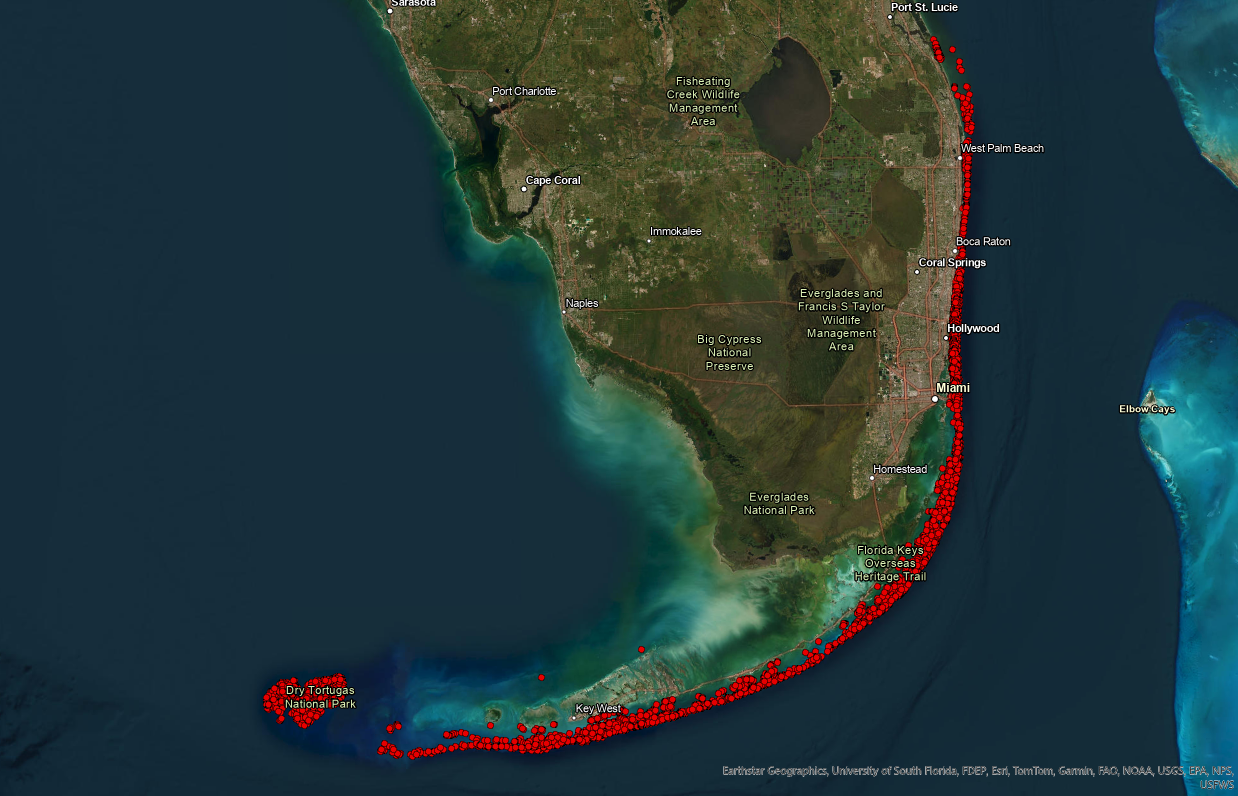 Sarasota
Port St. Lucie
Fisheating
Creek Wildlife
Management
Area
Port Charlotte
West Palm Beach
Cape Coral
Immokalee
Boca Raton
Coral Springs
Naples
Everglades and
Francis S Taylor
Wildlife
Management
Area
Hollywood
Big Cypress
National
Preserve
Miami
Elbow Cays
Homestead
Everglades
National Park
Florida Keys
Overseas
Heritage Trail
Dry Tortugas
National Park
Key West
Earthstar Geographics, University of South Florida, FDEP, Esri, TomTom, Garmin, FAO, NOAA, USGS, EPA, NPS,
USFWS